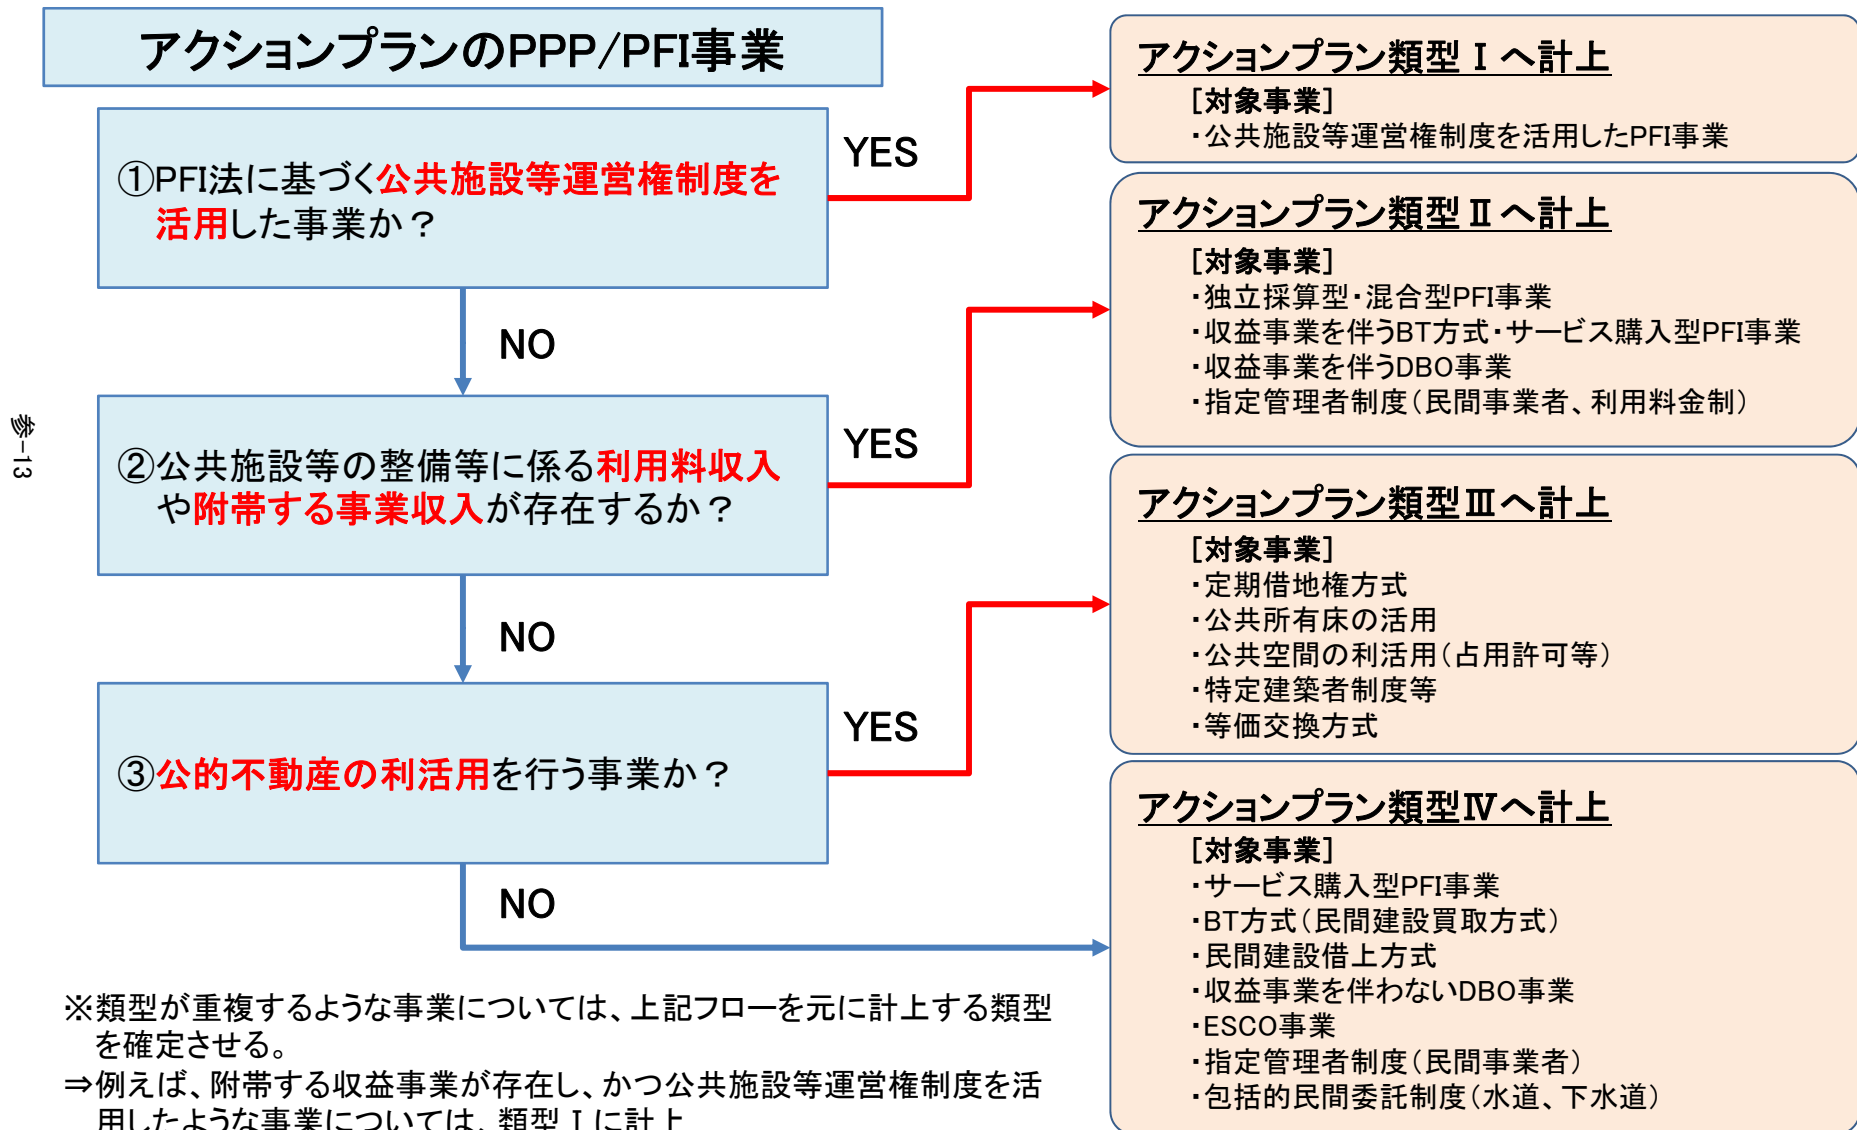 アクションプランのPPP/PFI事業
①PFI法に基づく公共施設等運営権制度を
活用した事業か？
YES
NO
②公共施設等の整備等に係る利用料収入
や附帯する事業収入が存在するか？
YES
NO
③公的不動産の利活用を行う事業か？
YES
NO
アクションプラン類型Ⅰへ計上
［対象事業］
・公共施設等運営権制度を活用したPFI事業
アクションプラン類型Ⅱへ計上
［対象事業］
・独立採算型・混合型PFI事業
・収益事業を伴うBT方式・サービス購入型PFI事業
・収益事業を伴うDBO事業
・指定管理者制度（民間事業者、利用料金制）
アクションプラン類型Ⅲへ計上
［対象事業］
・定期借地権方式
・公共所有床の活用
・公共空間の利活用（占用許可等）
・特定建築者制度等
・等価交換方式
アクションプラン類型Ⅳへ計上
［対象事業］
・サービス購入型PFI事業
・BT方式（民間建設買取方式）
・民間建設借上方式
・収益事業を伴わないDBO事業
・ESCO事業
・指定管理者制度（民間事業者）
・包括的民間委託制度（水道、下水道）
※類型が重複するような事業については、上記フローを元に計上する類型
を確定させる。
⇒例えば、附帯する収益事業が存在し、かつ公共施設等運営権制度を活
用したような事業については、類型Ⅰに計上
参-13